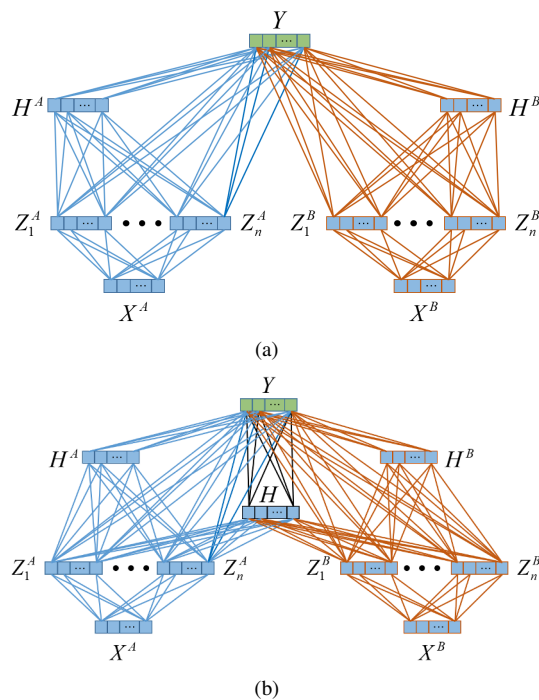 Y
H^A H^B
Z_1^A Z_n^A Z_1^B Z_n^B
X^A X^B
(a)
Y
H^A H^B
H
Z_1^A Z_n^A Z_1^B Z_n^B
X^A X^B
(b)